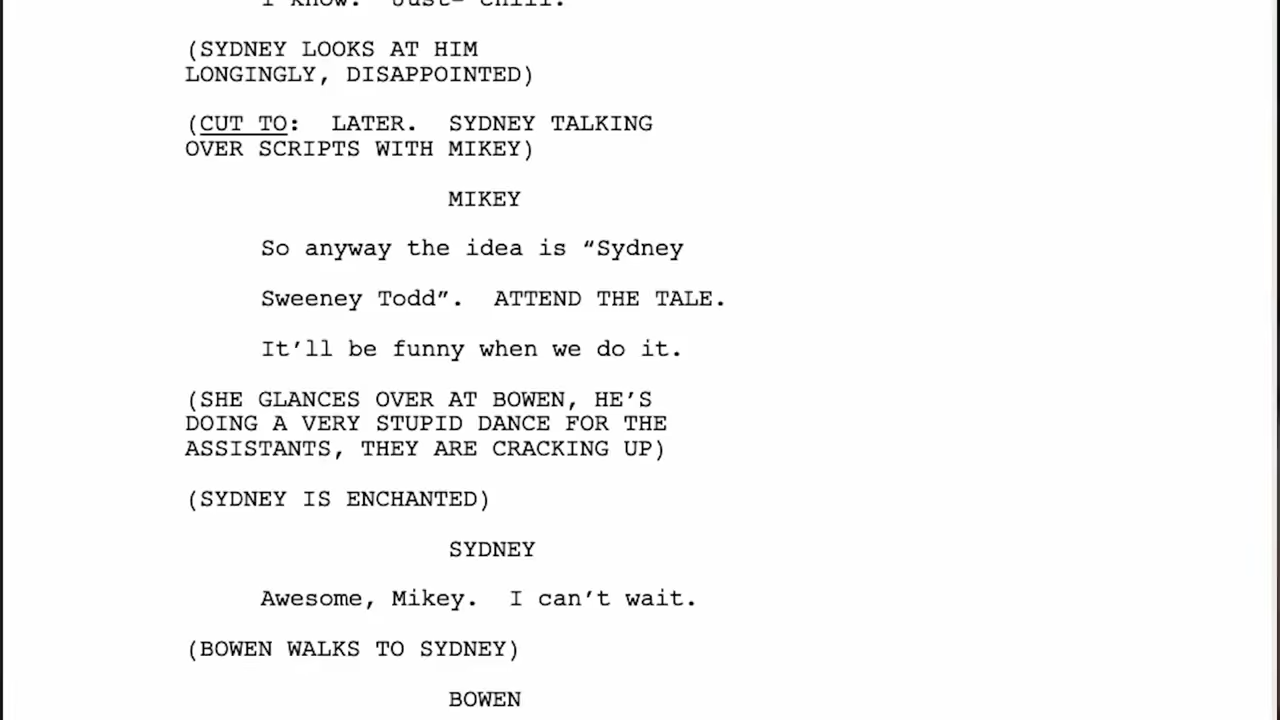 I know.  Just— chill.
(SYDNEY LOOKS AT HIM
LONGINGLY, DISAPPOINTED)
(CUT TO:  LATER.  SYDNEY TALKING
OVER SCRIPTS WITH MIKEY)
MIKEY
So anyway the idea is “Sydney
Sweeney Todd”.  ATTEND THE TALE.
It’ll be funny when we do it.
(SHE GLANCES OVER AT BOWEN, HE’S
DOING A VERY STUPID DANCE FOR THE
ASSISTANTS, THEY ARE CRACKING UP)
(SYDNEY IS ENCHANTED)
SYDNEY
Awesome, Mikey.  I can’t wait.
(BOWEN WALKS TO SYDNEY)
BOWEN